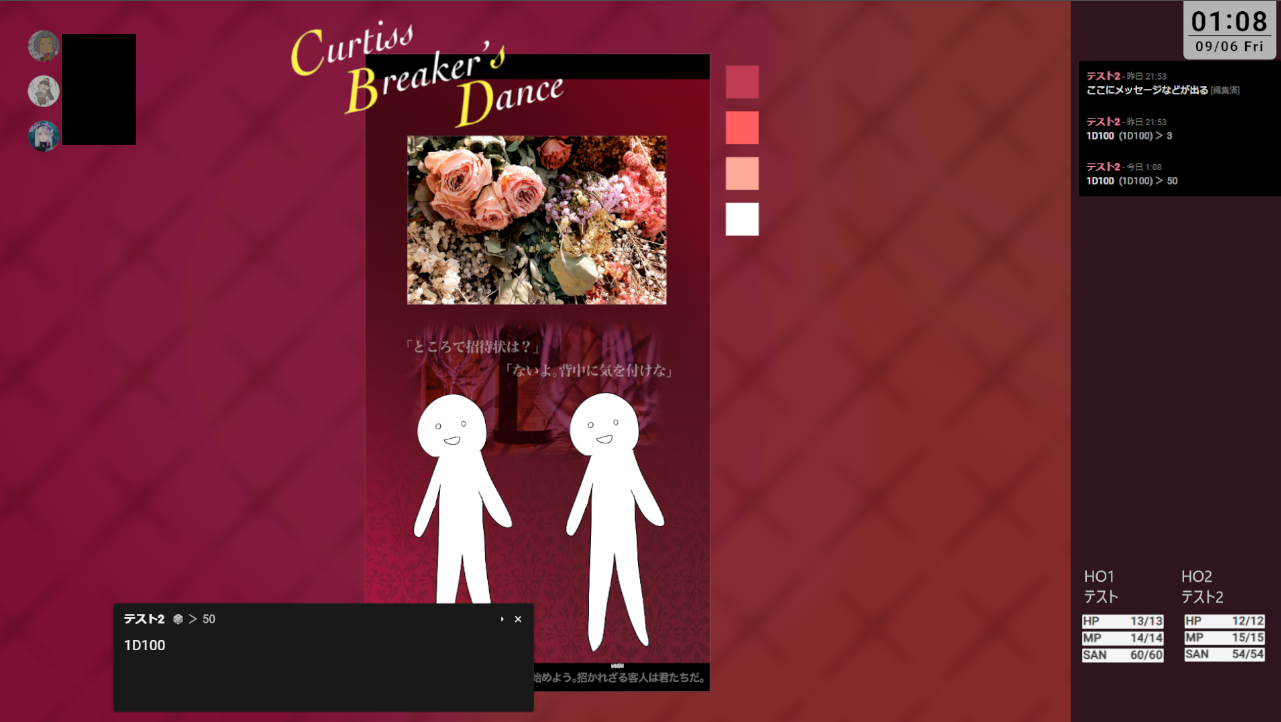 Curtiss
Breaker's
Dance
「ところで招待状は？」
「ないよ。背中に気を付けな」
始めよう。招かれざる客人は君たちだ。
テスト2 > 50
1D100
01:08
09/06 Fri
テスト2 - 昨日 21:53
ここにメッセージなどが出る [編集済]
テスト2 - 昨日 21:53
1D100 (1D100) > 3
テスト2 - 今日 1:08
1D100 (1D100) > 50
HO1
テスト
HP 13/13
MP 14/14
SAN 60/60
HO2
テスト2
HP 12/12
MP 15/15
SAN 54/54